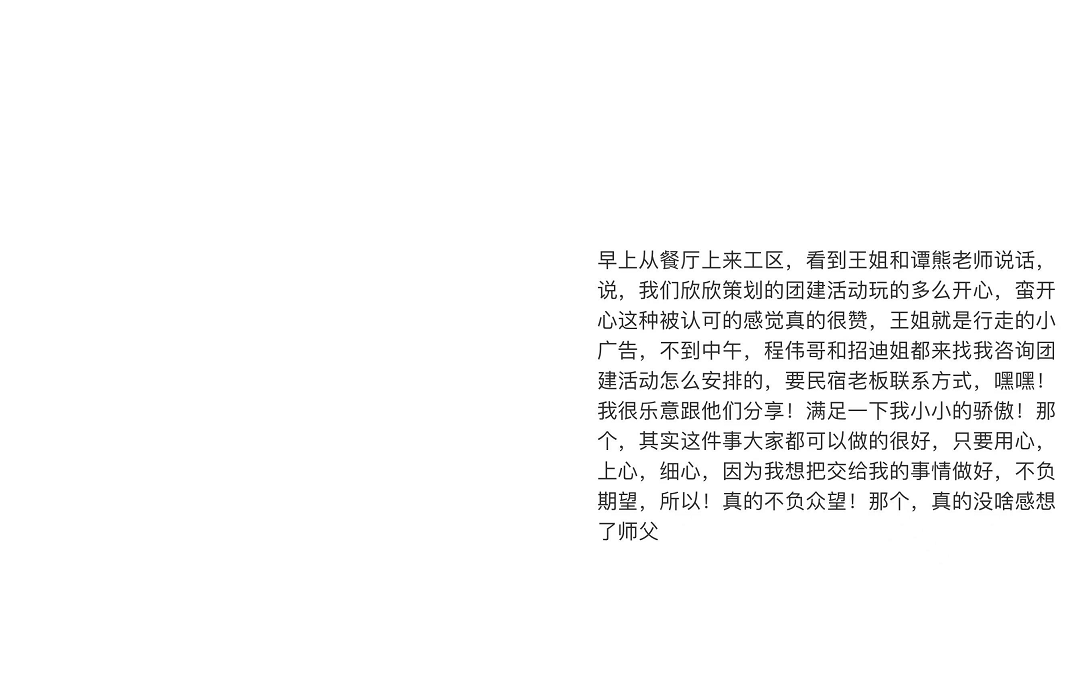 早上从餐厅上来工区，看到王姐和谭熊老师说话，
说，我们欣欣策划的团建活动玩的多么开心，蛮开
心这种被认可的感觉真的很赞，王姐就是行走的小
广告，不到中午，程伟哥和招迪姐都来找我咨询团
建活动怎么安排的，要民宿老板联系方式，嘿嘿！
我很乐意跟他们分享！满足一下我小小的骄傲！那
个，其实这件事大家都可以做的很好，只要用心，
上心，细心，因为我想把交给我的事情做好，不负
期望，所以！真的不负众望！那个，真的没啥感想
了师父